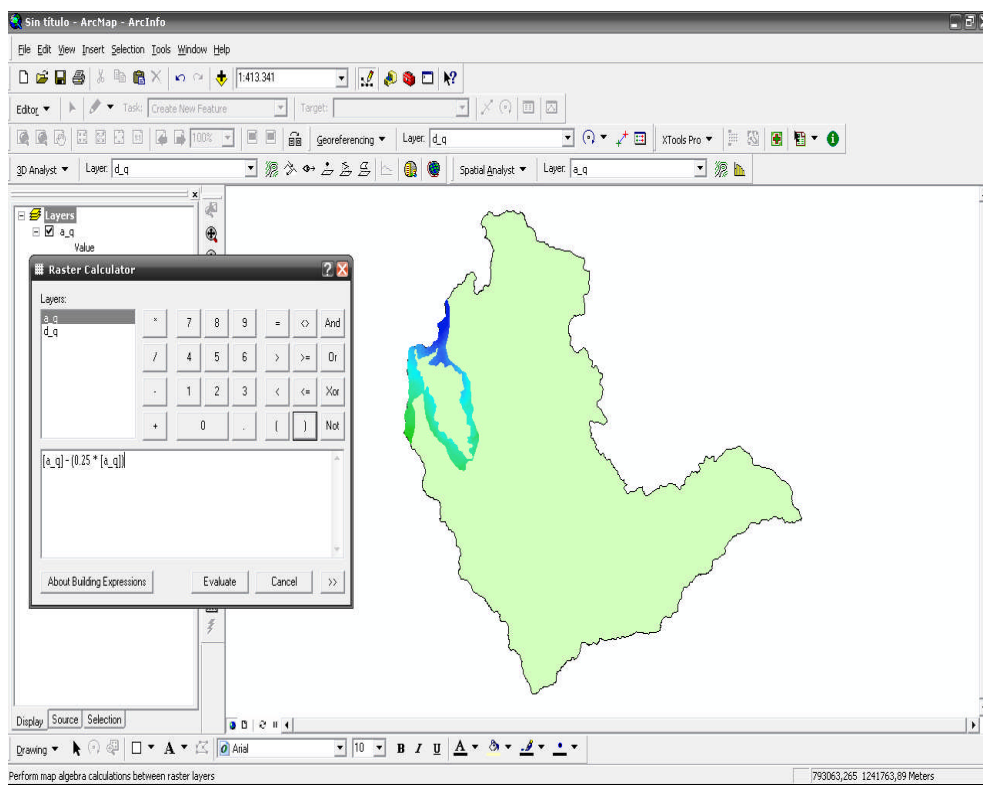 Sin título - ArcMap - ArcInfo
File Edit View Insert Selection Tools Window Help
1:413.341
Editor Task: Create New Feature Target:
100% Georeferencing Layer: d_q XTools Pro
3D Analyst Layer: d_q Spatial Analyst Layer: a_q
Layers
a_q
Value
Raster Calculator
Layers:
a_q
d_q
* 7 8 9 = <> And
/ 4 5 6 > >= Or
- 1 2 3 < <= Xor
+ 0 . ( ) Not
[a_q] - (0.25 * [a_q])
About Building Expressions Evaluate Cancel >>
Display Source Selection
Drawing A Arial 10 B I U A
Perform map algebra calculations between raster layers
793063,265 1241763,89 Meters